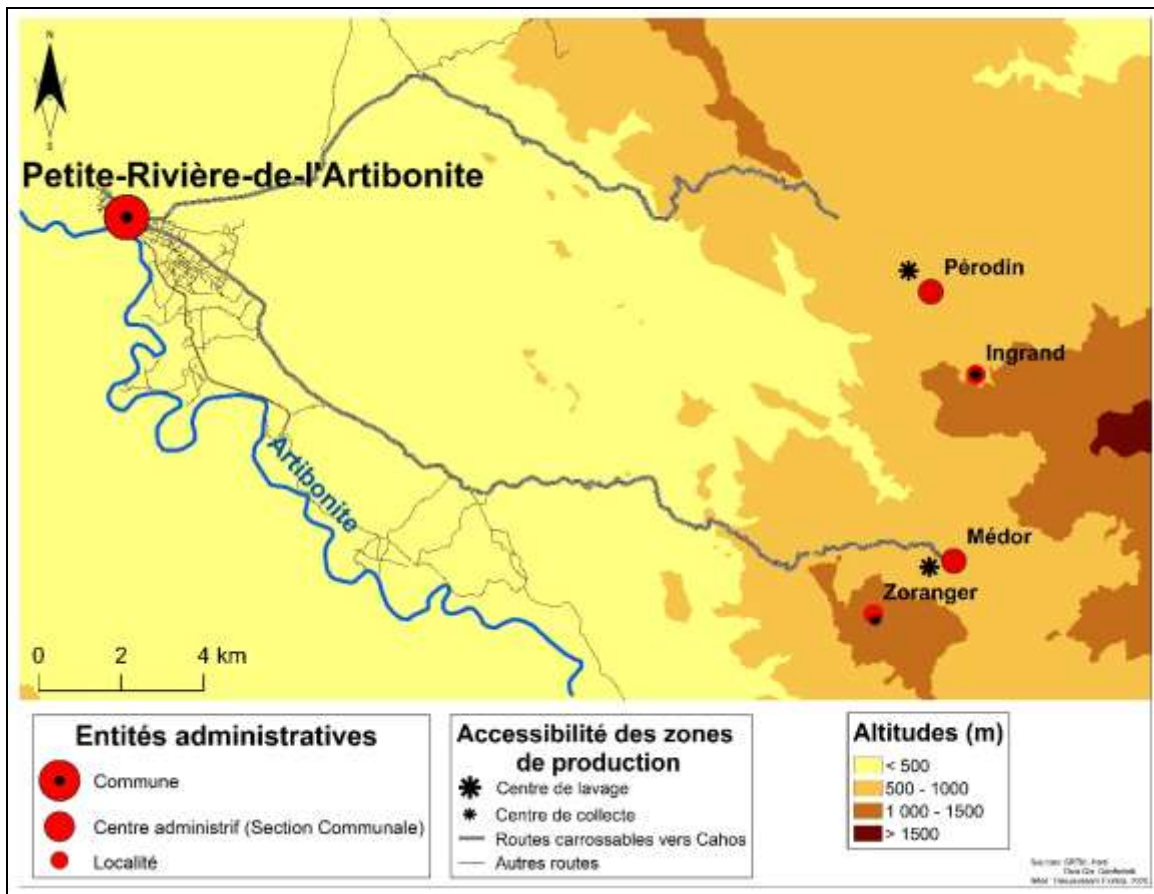 N
S
Petite-Rivière-de-l'Artibonite
Pérodin
Ingrand
Artibonite
Médor
Zoranger
0 2 4 km
Entités administratives
Commune
Centre administrif (Section Communale)
Localité
Accessibilité des zones
de production
Centre de lavage
Centre de collecte
Routes carrossables vers Cahos
Autres routes
Altitudes (m)
< 500
500 - 1000
1 000 - 1500
> 1500